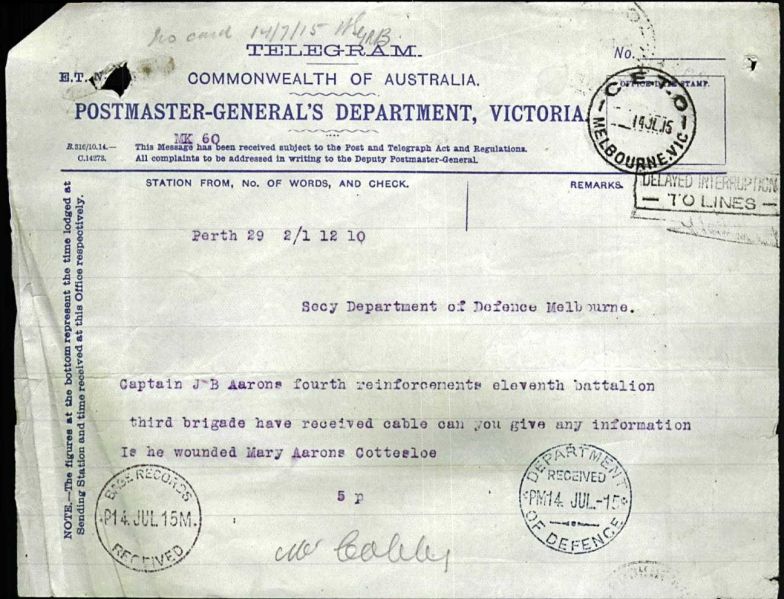 no card 14/7/15
TELEGRAM.
No.
E.T.
COMMONWEALTH OF AUSTRALIA.
OFFICE DATE STAMP.
C.T.O
14 JL 15
MELBOURNE. VIC
POSTMASTER-GENERAL'S DEPARTMENT, VICTORIA.
MK 60
B.316/10.14.—
C.14273.
This Message has been received subject to the Post and Telegraph Act and Regulations.
All complaints to be addressed in writing to the Deputy Postmaster-General.
STATION FROM, No. OF WORDS, AND CHECK.
REMARKS.
DELAYED INTERRUPTION
— TO LINES —
Perth 29 2/1 12 10
Secy Department of Defence Melbourne.
Captain J B Aarons fourth reinforcements eleventh battalion
third brigade have received cable can you give any information
Is he wounded Mary Aarons Cottesloe
5 p
NOTE.—The figures at the bottom represent the time lodged at
Sending Station and time received at this Office respectively.
BASE RECORDS
P14 JUL 15M.
RECEIVED
DEPARTMENT
RECEIVED
PM14 JUL -15
OF DEFENCE
Mr